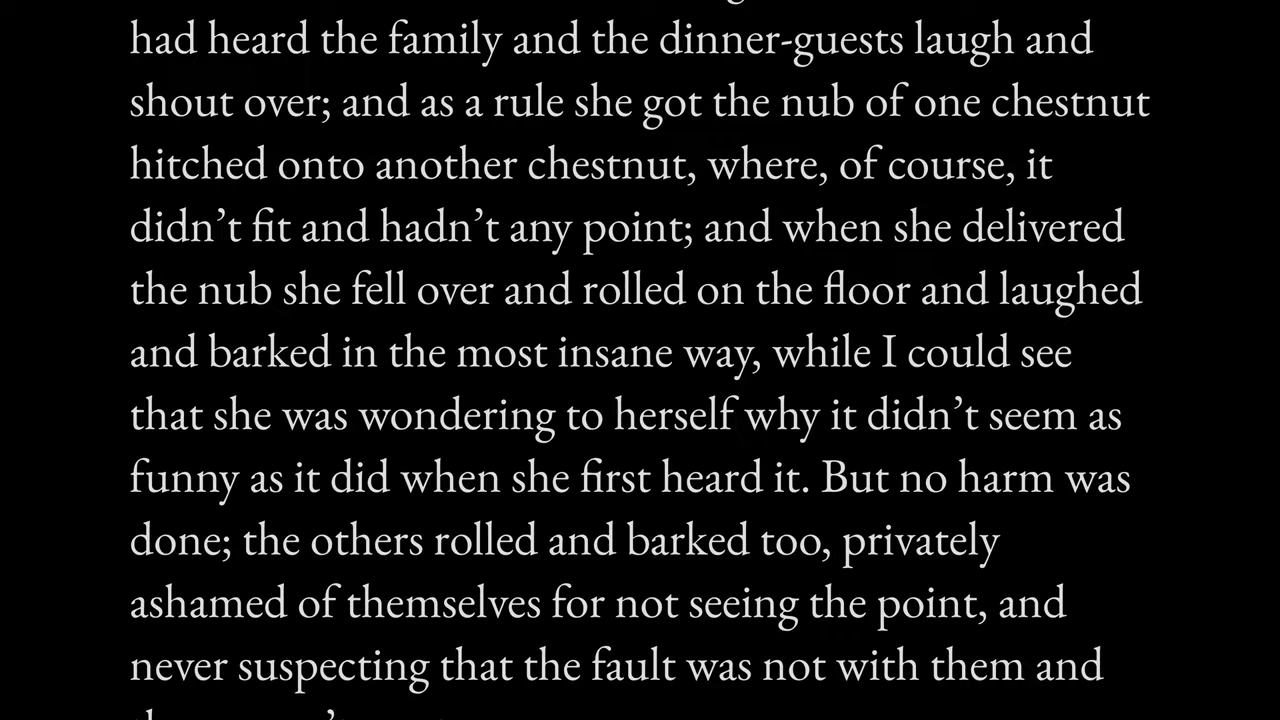 had heard the family and the dinner-guests laugh and
shout over; and as a rule she got the nub of one chestnut
hitched onto another chestnut, where, of course, it
didn’t fit and hadn’t any point; and when she delivered
the nub she fell over and rolled on the floor and laughed
and barked in the most insane way, while I could see
that she was wondering to herself why it didn’t seem as
funny as it did when she first heard it. But no harm was
done; the others rolled and barked too, privately
ashamed of themselves for not seeing the point, and
never suspecting that the fault was not with them and